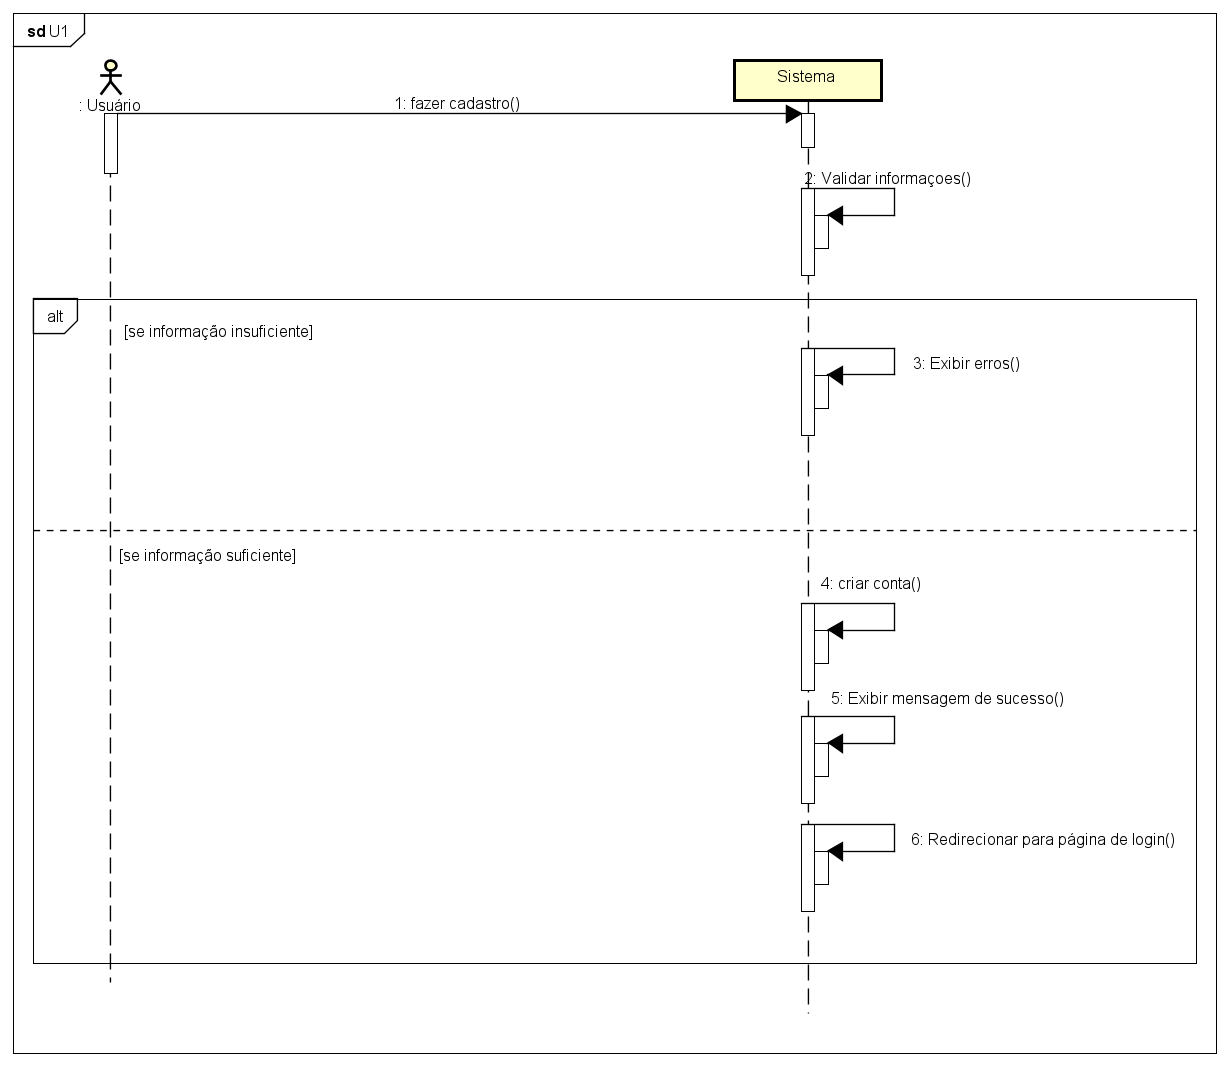 sd U1
: Usuário
Sistema
1: fazer cadastro()
2: Validar informaçoes()
alt
[se informação insuficiente]
3: Exibir erros()
[se informação suficiente]
4: criar conta()
5: Exibir mensagem de sucesso()
6: Redirecionar para página de login()